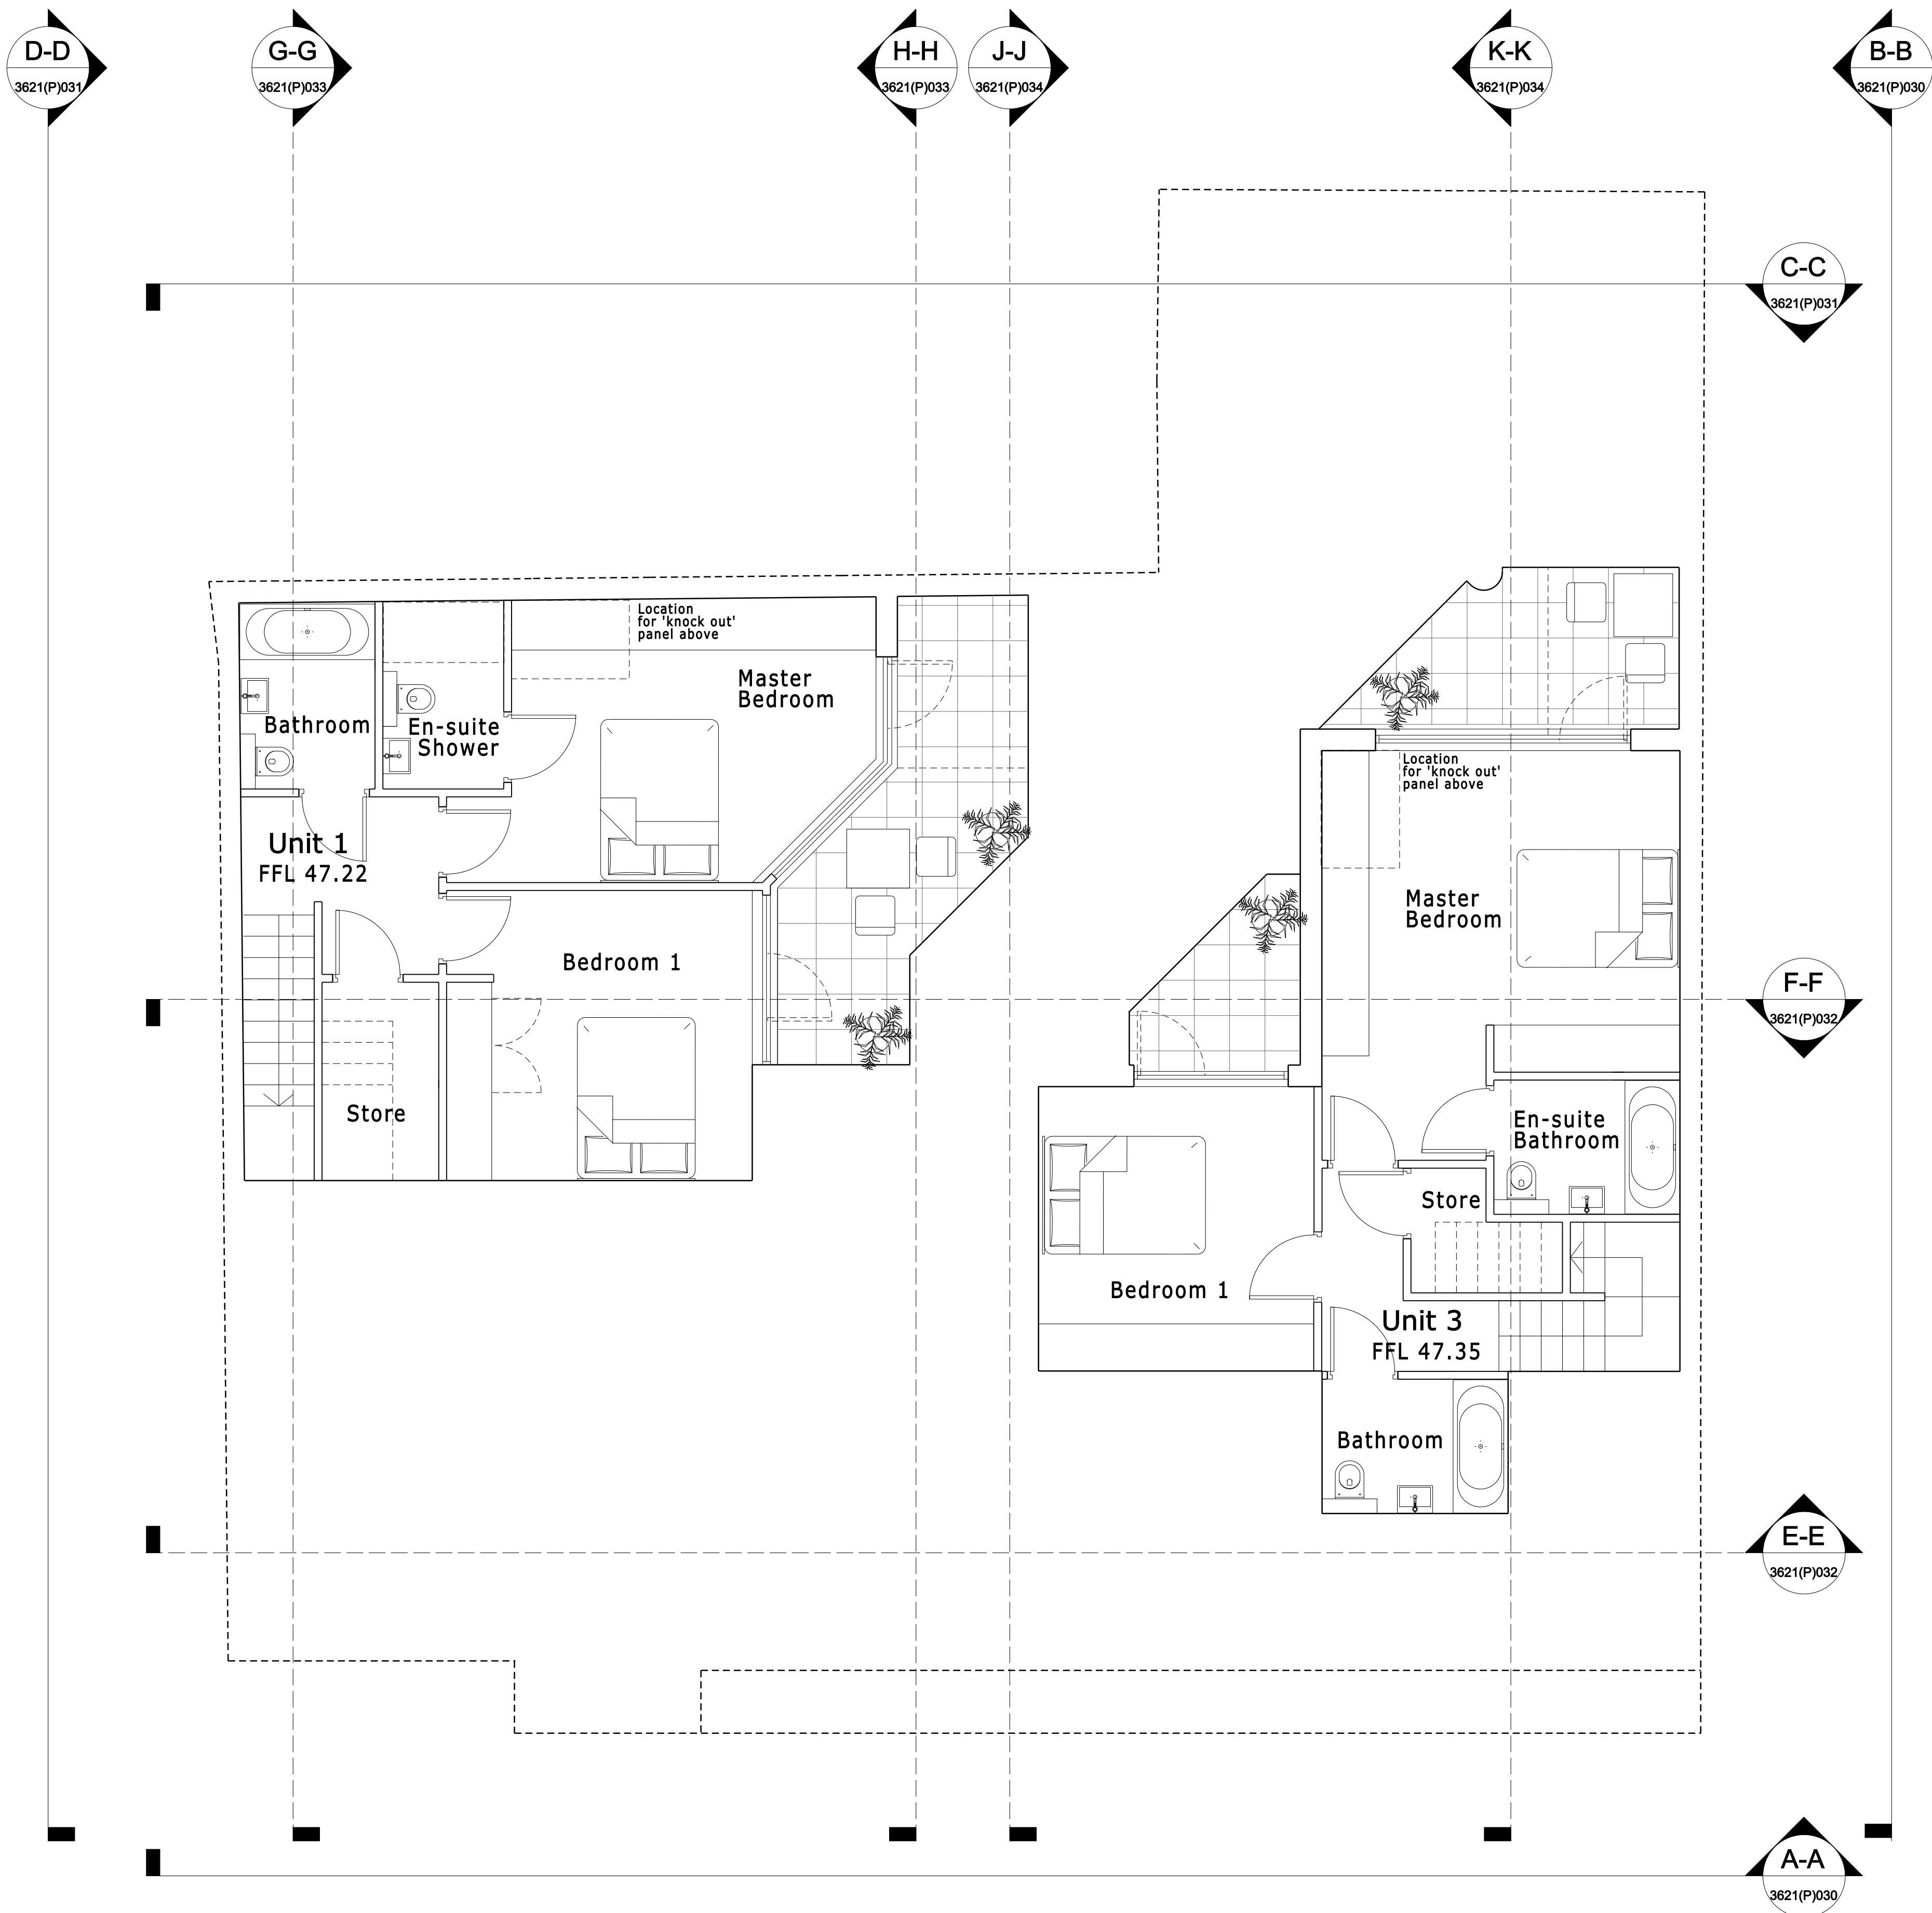 D-D
3621(P)031
G-G
3621(P)033
H-H
3621(P)033
J-J
3621(P)034
K-K
3621(P)034
B-B
3621(P)030
C-C
3621(P)031
Location
for 'knock out'
panel above
Master
Bedroom
Bathroom
En-suite
Shower
Unit 1
FFL 47.22
Bedroom 1
Store
Location
for 'knock out'
panel above
Master
Bedroom
F-F
3621(P)032
En-suite
Bathroom
Store
Bedroom 1
Unit 3
FFL 47.35
Bathroom
E-E
3621(P)032
A-A
3621(P)030